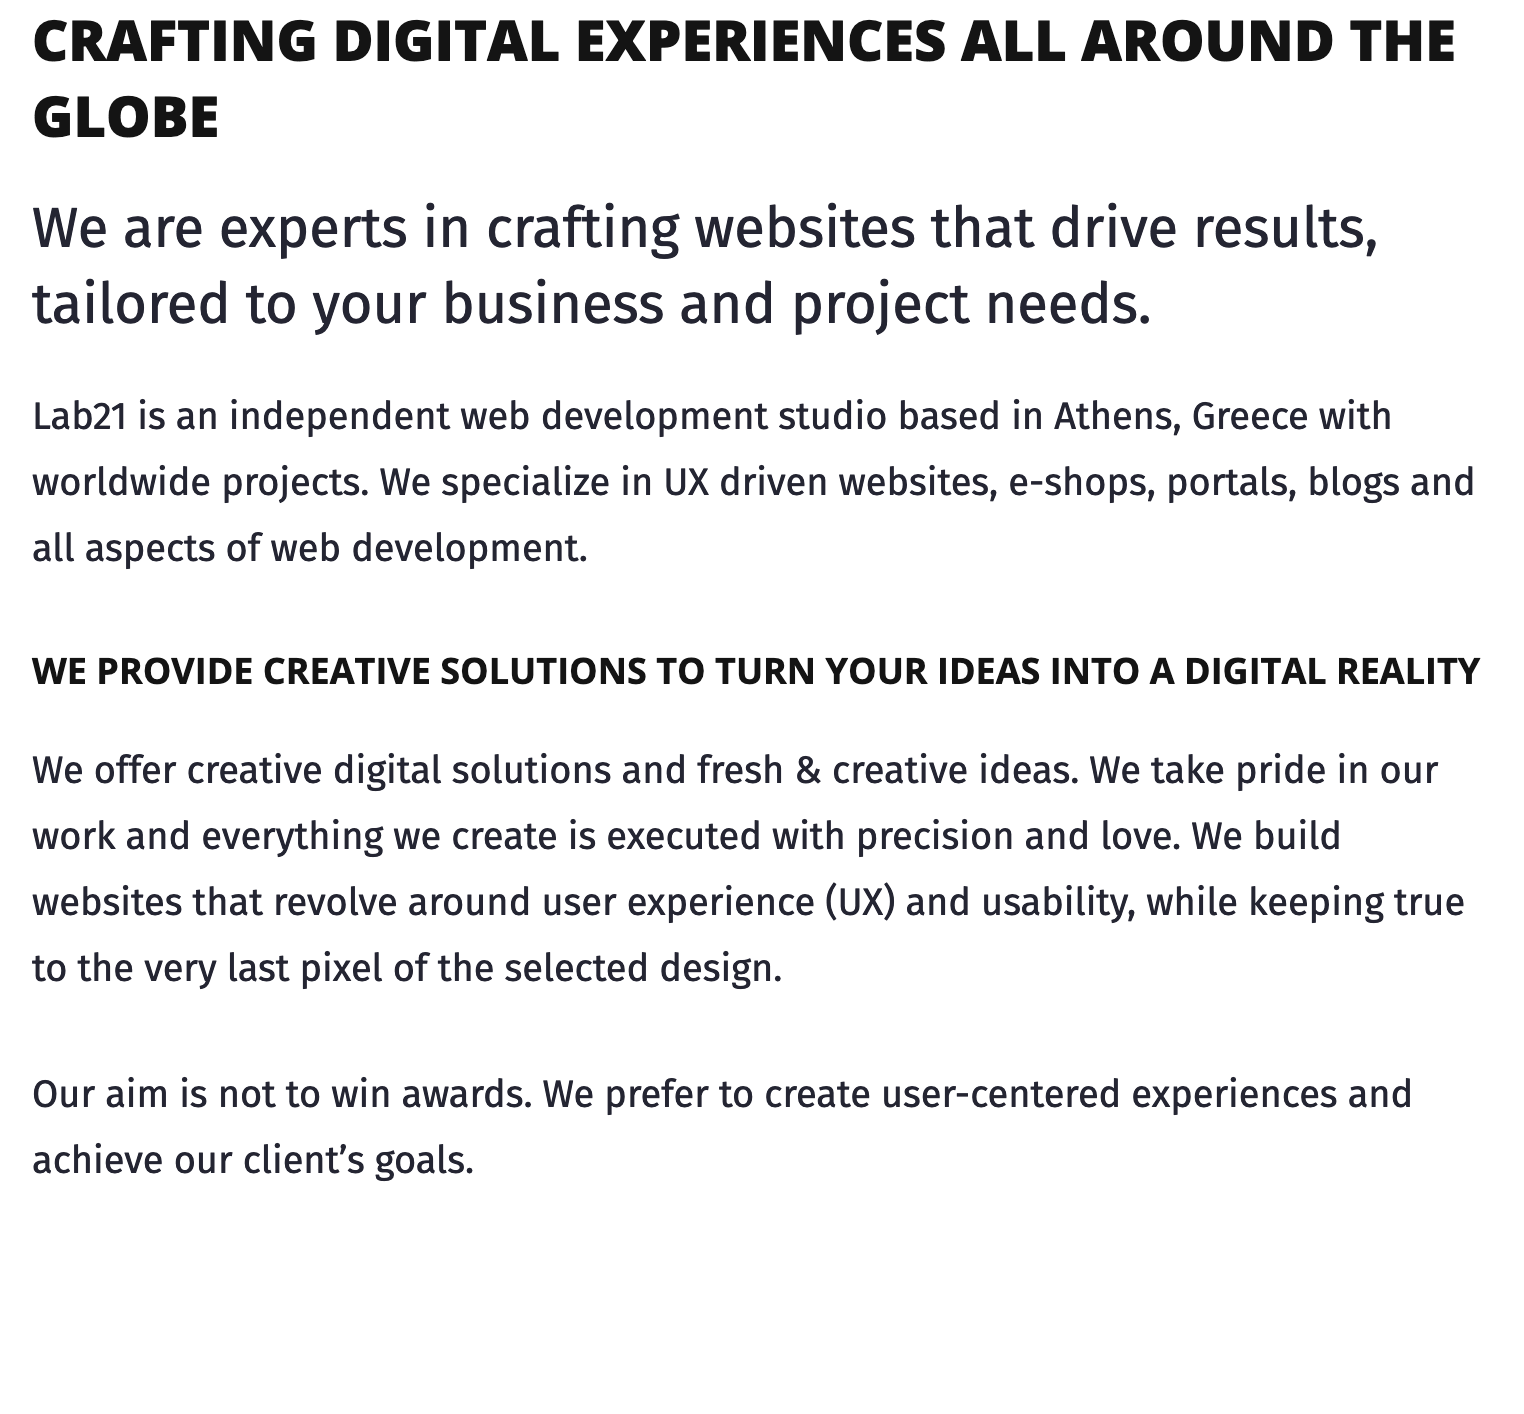 CRAFTING DIGITAL EXPERIENCES ALL AROUND THE
GLOBE
We are experts in crafting websites that drive results,
tailored to your business and project needs.
Lab21 is an independent web development studio based in Athens, Greece with
worldwide projects. We specialize in UX driven websites, e-shops, portals, blogs and
all aspects of web development.
WE PROVIDE CREATIVE SOLUTIONS TO TURN YOUR IDEAS INTO A DIGITAL REALITY
We offer creative digital solutions and fresh & creative ideas. We take pride in our
work and everything we create is executed with precision and love. We build
websites that revolve around user experience (UX) and usability, while keeping true
to the very last pixel of the selected design.
Our aim is not to win awards. We prefer to create user-centered experiences and
achieve our client’s goals.